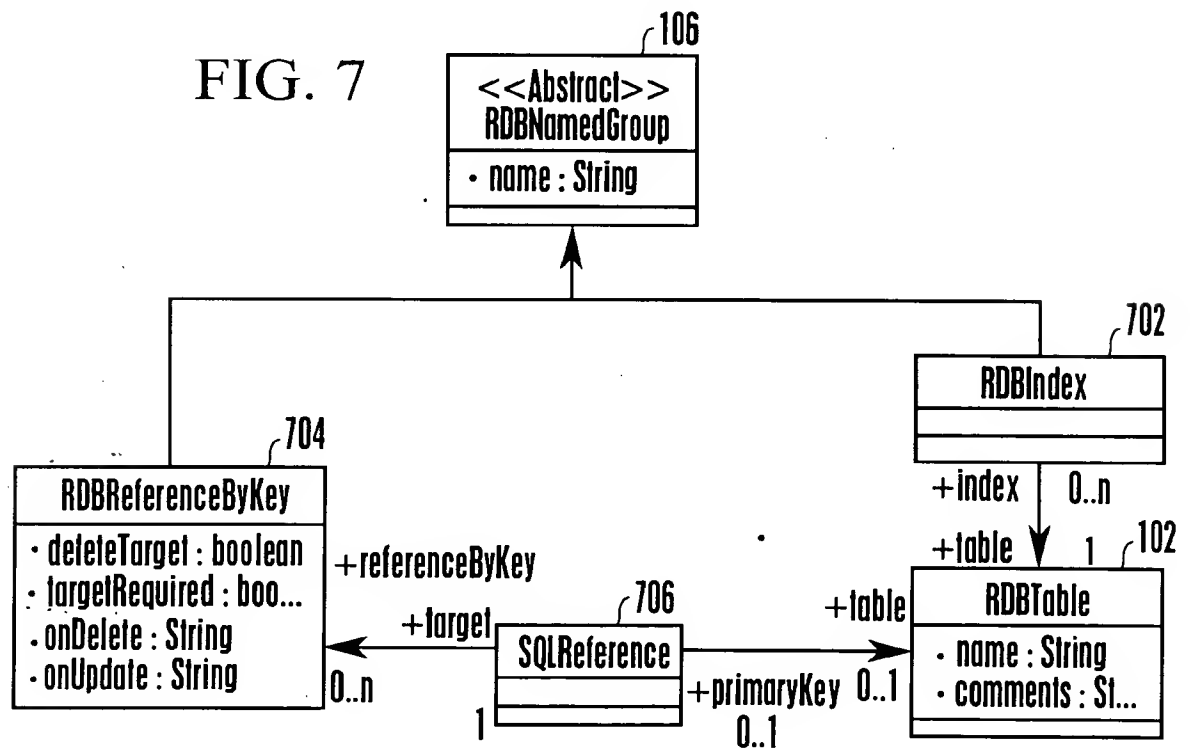 FIG. 7
106
<<Abstract>>
RDBNamedGroup
• name : String
702
RDBIndex
+index 0..n
+table 1
102
RDBTable
• name : String
• comments : St...
704
RDBReferenceByKey
• deleteTarget : boolean
• targetRequired : boo...
• onDelete : String
• onUpdate : String
+referenceByKey
+target
0..n
706
SQLReference
1
+table
0..1
+primaryKey
0..1